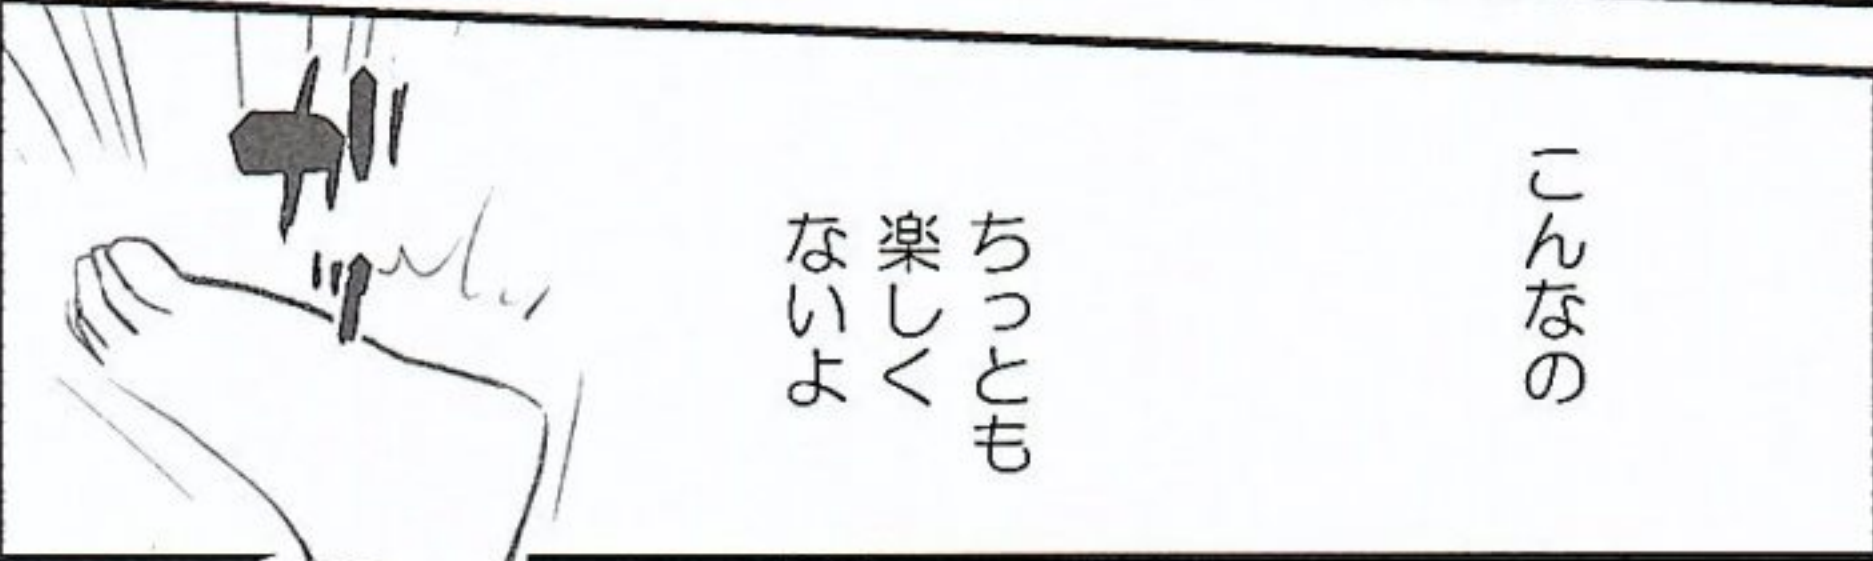 こんなの
ちっとも
楽しく
ないよ